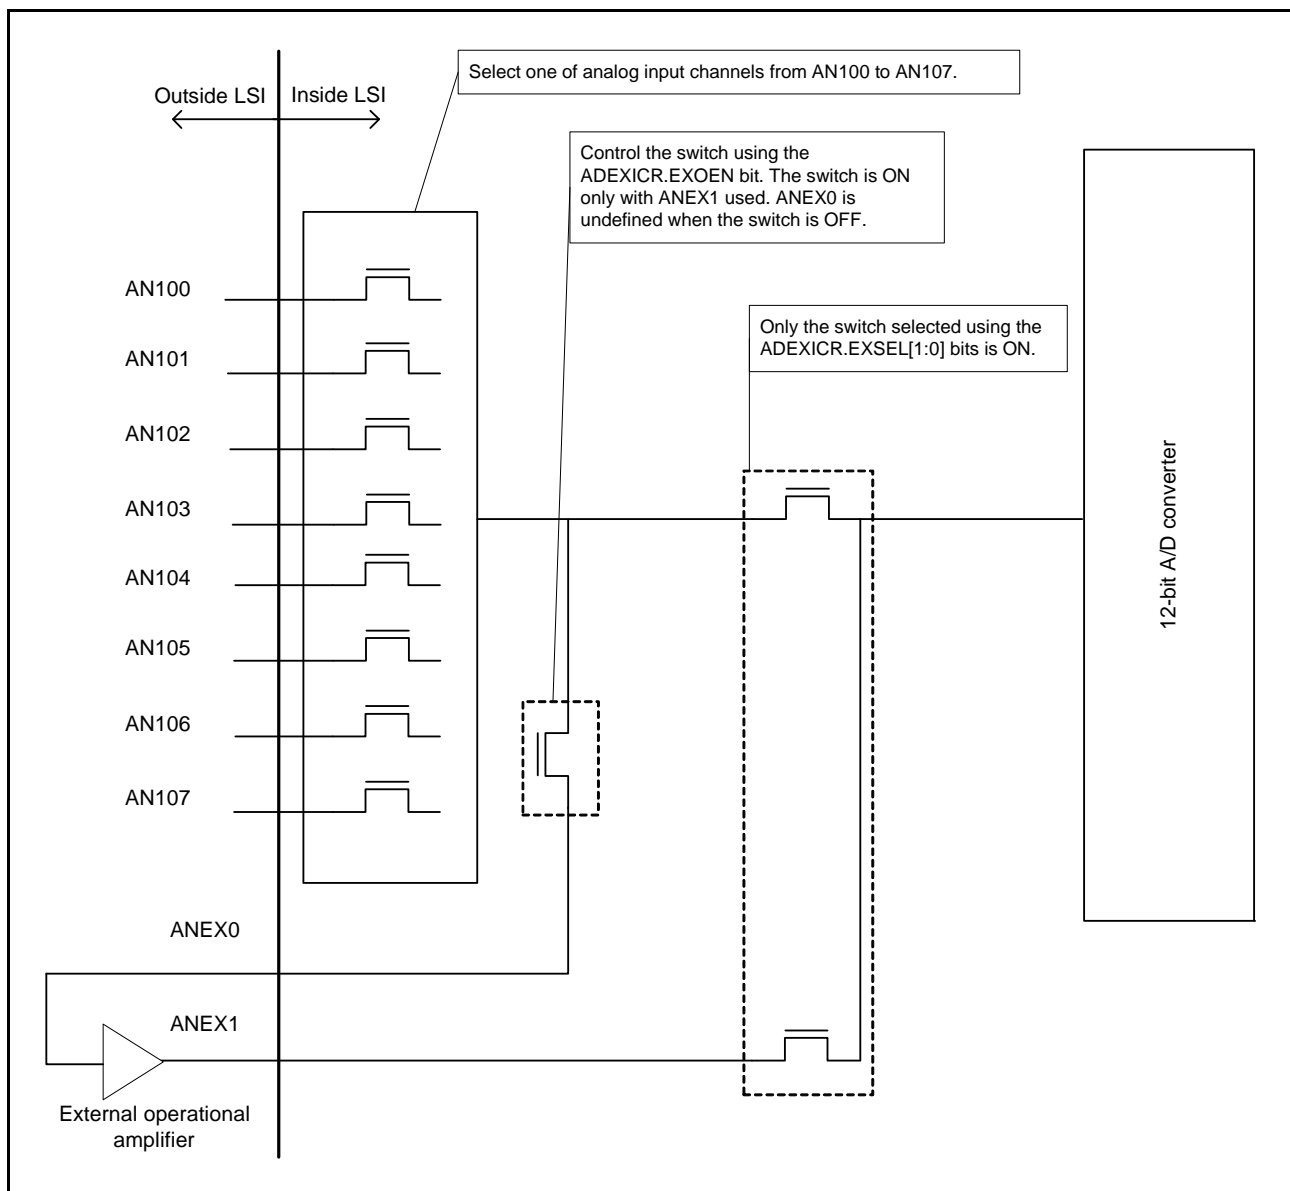 Select one of analog input channels from AN100 to AN107.
Outside LSI
Inside LSI
Control the switch using the
ADEXICR.EXOEN bit. The switch is ON
only with ANEX1 used. ANEX0 is
undefined when the switch is OFF.
AN100
Only the switch selected using the
ADEXICR.EXSEL[1:0] bits is ON.
AN101
AN102
AN103
AN104
AN105
AN106
AN107
12-bit A/D converter
ANEX0
ANEX1
External operational
amplifier